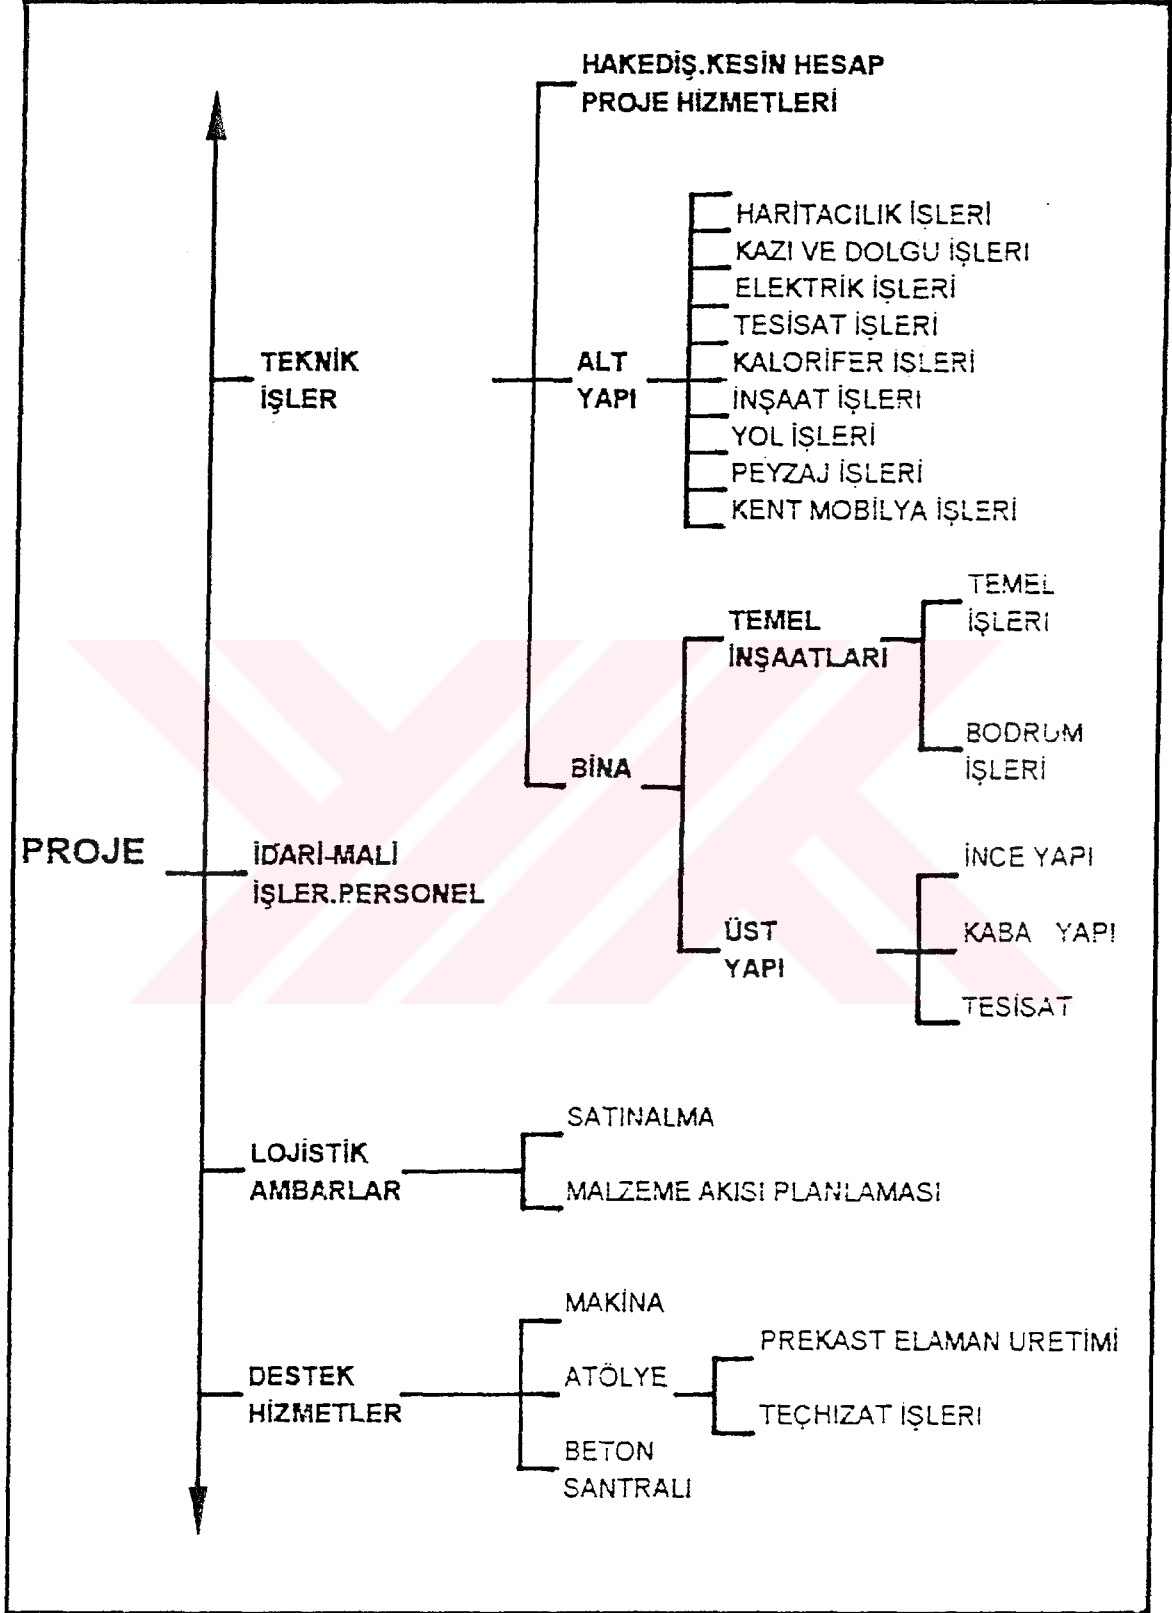 HAKEDİŞ.KESİN HESAP
PROJE HİZMETLERİ
HARİTACILIK İŞLERİ
KAZI VE DOLGU İŞLERİ
ELEKTRİK İŞLERİ
TESİSAT İŞLERİ
KALORİFER İŞLERİ
İNŞAAT İŞLERI
YOL İŞLERİ
PEYZAJ İŞLERİ
KENT MOBİLYA İŞLERİ
TEKNİK
İŞLER
ALT
YAPI
TEMEL
İNŞAATLARI
TEMEL
İŞLERI
BODRUM
İŞLERİ
BİNA
PROJE
İDARİ-MALİ
İŞLER.PERSONEL
ÜST
YAPI
İNCE YAPI
KABA YAPI
TESİSAT
LOJİSTİK
AMBARLAR
SATINALMA
MALZEME AKISI PLANLAMASI
DESTEK
HİZMETLER
MAKİNA
ATÖLYE
BETON
SANTRALI
PREKAST ELAMAN URETİMİ
TEÇHIZAT İŞLERI